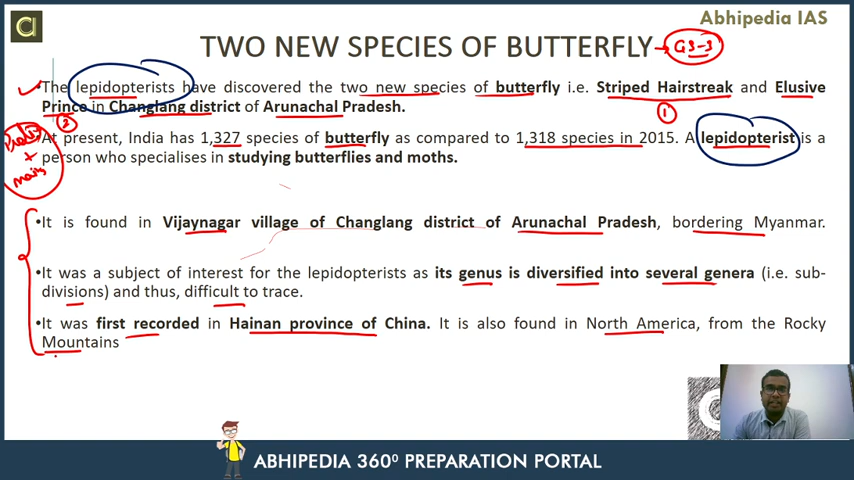 Abhipedia IAS
TWO NEW SPECIES OF BUTTERFLY → GS-3
• The lepidopterists have discovered the two new species of butterfly i.e. Striped Hairstreak and Elusive
Prince in Changlang district of Arunachal Pradesh.
①
②
At present, India has 1,327 species of butterfly as compared to 1,318 species in 2015. A lepidopterist is a
person who specialises in studying butterflies and moths.
+
mains
• It is found in Vijaynagar village of Changlang district of Arunachal Pradesh, bordering Myanmar.
• It was a subject of interest for the lepidopterists as its genus is diversified into several genera (i.e. sub-
divisions) and thus, difficult to trace.
• It was first recorded in Hainan province of China. It is also found in North America, from the Rocky
Mountains
ABHIPEDIA 360⁰ PREPARATION PORTAL